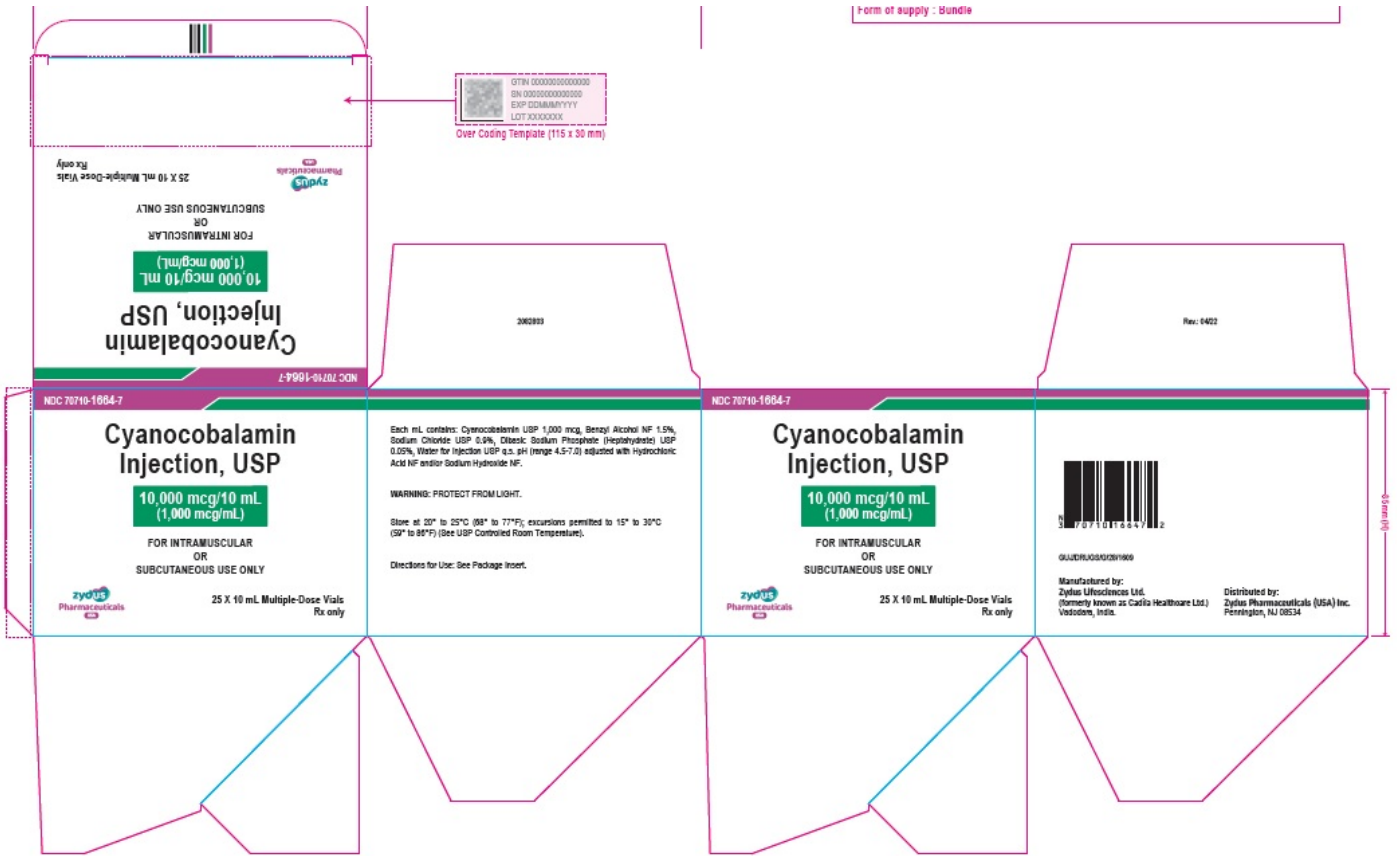 Form of supply : Bundle
GTIN 00000000000000
SN 00000000000000
EXP DDMMMYYYY
LOT XXXXXXX
Over Coding Template (115 x 30 mm)
zydus
Pharmaceuticals
USA
25 X 10 mL Multiple-Dose Vials
Rx only
FOR INTRAMUSCULAR
OR
SUBCUTANEOUS USE ONLY
10,000 mcg/10 mL
(1,000 mcg/mL)
Cyanocobalamin
Injection, USP
NDC 70710-1664-7
2002803
Rev.: 04/22
NDC 70710-1664-7
Cyanocobalamin
Injection, USP
10,000 mcg/10 mL
(1,000 mcg/mL)
FOR INTRAMUSCULAR
OR
SUBCUTANEOUS USE ONLY
zydus
Pharmaceuticals
USA
25 X 10 mL Multiple-Dose Vials
Rx only
Each mL contains: Cyanocobalamin USP 1,000 mcg, Benzyl Alcohol NF 1.5%,
Sodium Chloride USP 0.9%, Dibasic Sodium Phosphate (Heptahydrate) USP
0.05%, Water for Injection USP q.s. pH (range 4.5-7.0) adjusted with Hydrochloric
Acid NF and/or Sodium Hydroxide NF.
WARNING: PROTECT FROM LIGHT.
Store at 20° to 25°C (68° to 77°F); excursions permitted to 15° to 30°C
(59° to 86°F) (See USP Controlled Room Temperature).
Directions for Use: See Package Insert.
NDC 70710-1664-7
Cyanocobalamin
Injection, USP
10,000 mcg/10 mL
(1,000 mcg/mL)
FOR INTRAMUSCULAR
OR
SUBCUTANEOUS USE ONLY
zydus
Pharmaceuticals
USA
25 X 10 mL Multiple-Dose Vials
Rx only
N
3 70710 16647 2
Manufactured by:
Zydus Lifesciences Ltd.
(formerly known as Cadila Healthcare Ltd.)
Vadodara, India.
Distributed by:
Zydus Pharmaceuticals (USA) Inc.
Pennington, NJ 08534